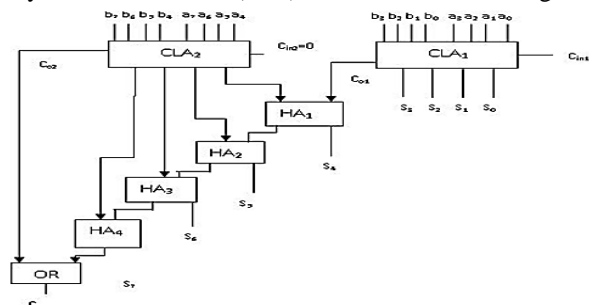 b₇ b₆ b₅ b₄ a₇ a₆ a₅ a₄
b₃ b₂ b₁ b₀ a₃ a₂ a₁ a₀
CLA₂
Cin2=0
CLA₁
Cin1
Co2
Co1
S₃ S₂ S₁ S₀
HA₁
HA₂
S₄
HA₃
S₅
S₆
HA₄
OR
S₇